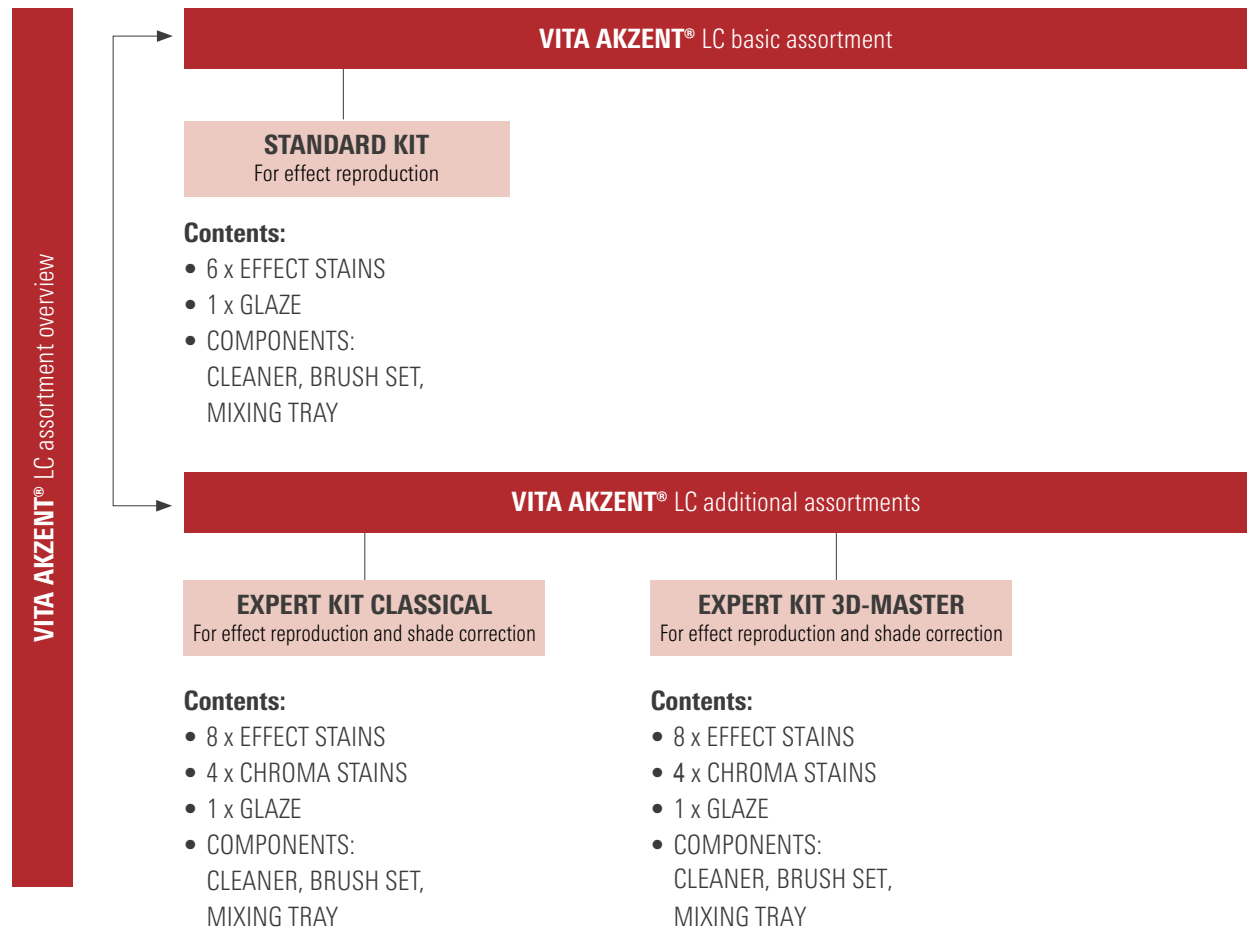 VITA AKZENT® LC assortment overview
VITA AKZENT® LC basic assortment
STANDARD KIT
For effect reproduction
Contents:
• 6 x EFFECT STAINS
• 1 x GLAZE
• COMPONENTS:
CLEANER, BRUSH SET,
MIXING TRAY
VITA AKZENT® LC additional assortments
EXPERT KIT CLASSICAL
For effect reproduction and shade correction
Contents:
• 8 x EFFECT STAINS
• 4 x CHROMA STAINS
• 1 x GLAZE
• COMPONENTS:
CLEANER, BRUSH SET,
MIXING TRAY
EXPERT KIT 3D-MASTER
For effect reproduction and shade correction
Contents:
• 8 x EFFECT STAINS
• 4 x CHROMA STAINS
• 1 x GLAZE
• COMPONENTS:
CLEANER, BRUSH SET,
MIXING TRAY